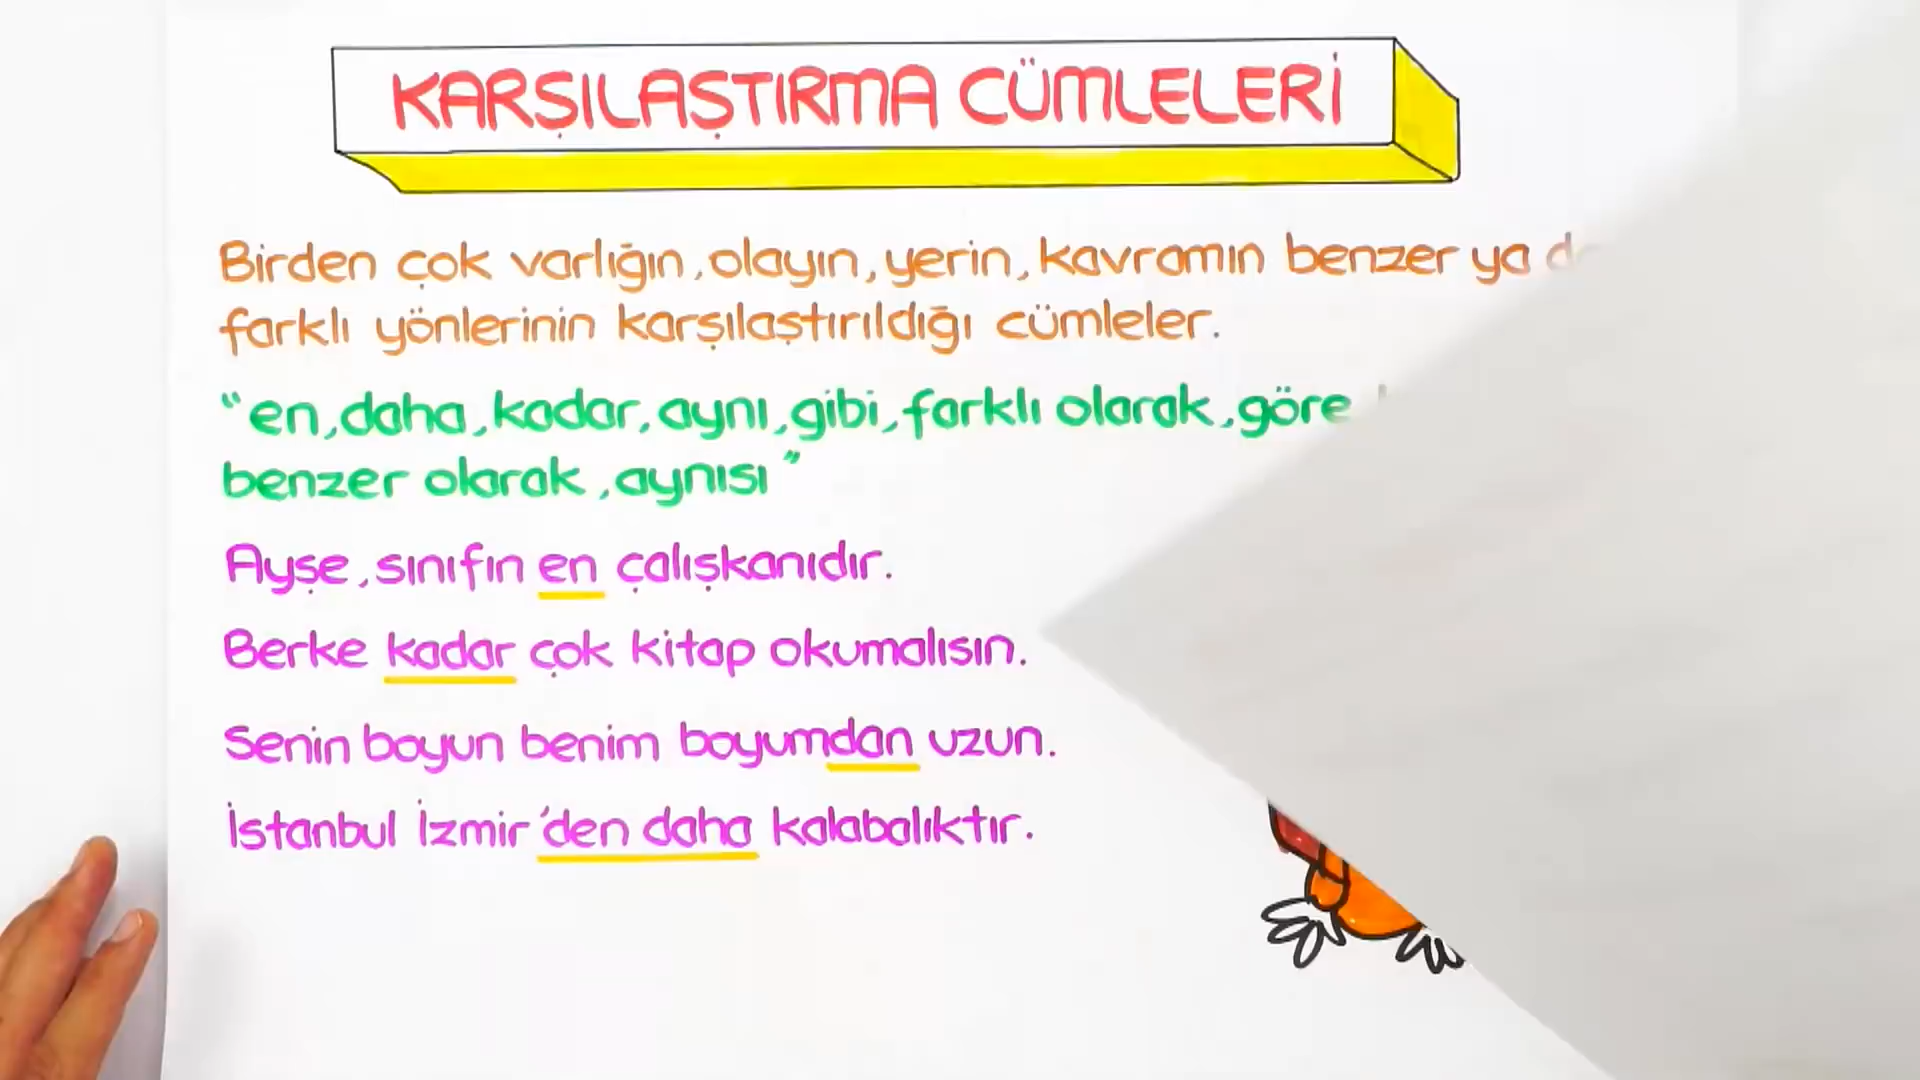 KARŞILAŞTIRMA CÜMLELERİ
Birden çok varlığın, olayın, yerin, kavramın benzer ya
farklı yönlerinin karşılaştırıldığı cümleler.
"en, daha, kadar, aynı, gibi, farklı olarak, göre
benzer olarak, aynısı"
Ayşe, sınıfın en çalışkanıdır.
Berke kadar çok kitap okumalısın.
Senin boyun benim boyumdan uzun.
İstanbul İzmir'den daha kalabalıktır.